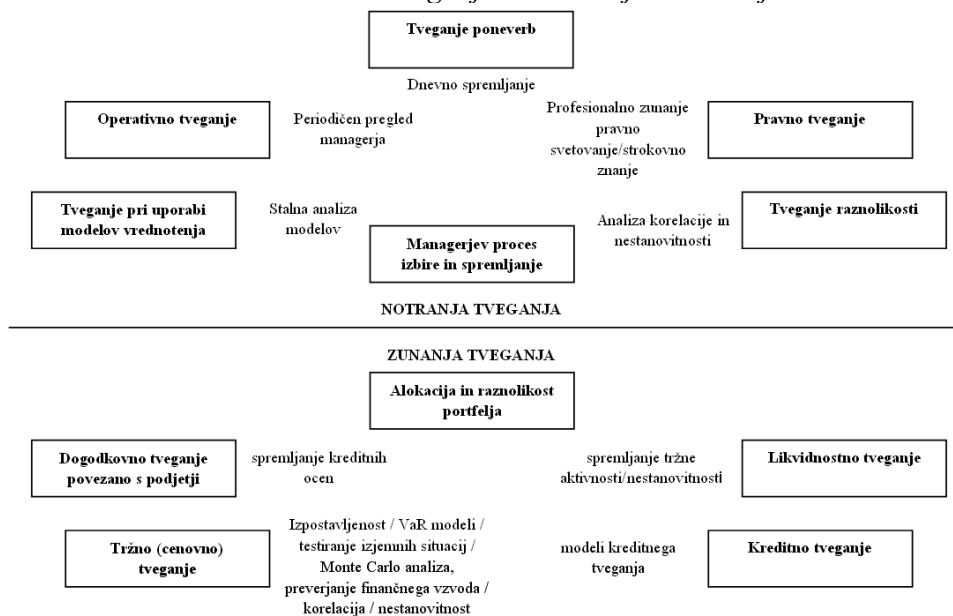 Tveganje poneverb
Dnevno spremljanje
Operativno tveganje
Periodičen pregled
managerja
Profesionalno zunanje
pravno
svetovanje/strokovno
znanje
Pravno tveganje
Tveganje pri uporabi
modelov vrednotenja
Stalna analiza
modelov
Managerjev proces
izbire in spremljanje
Analiza korelacije in
nestanovitnosti
Tveganje raznolikosti
NOTRANJA TVEGANJA
ZUNANJA TVEGANJA
Alokacija in raznolikost
portfelja
Dogodkovno tveganje
povezano s podjetji
spremljanje kreditnih
ocen
spremljanje tržne
aktivnosti/nestanovitnosti
Likvidnostno tveganje
Tržno (cenovno)
tveganje
Izpostavljenost / VaR modeli /
testiranje izjemnih situacij /
Monte Carlo analiza,
preverjanje finančnega vzvoda /
korelacija / nestanovitnost
modeli kreditnega
tveganja
Kreditno tveganje